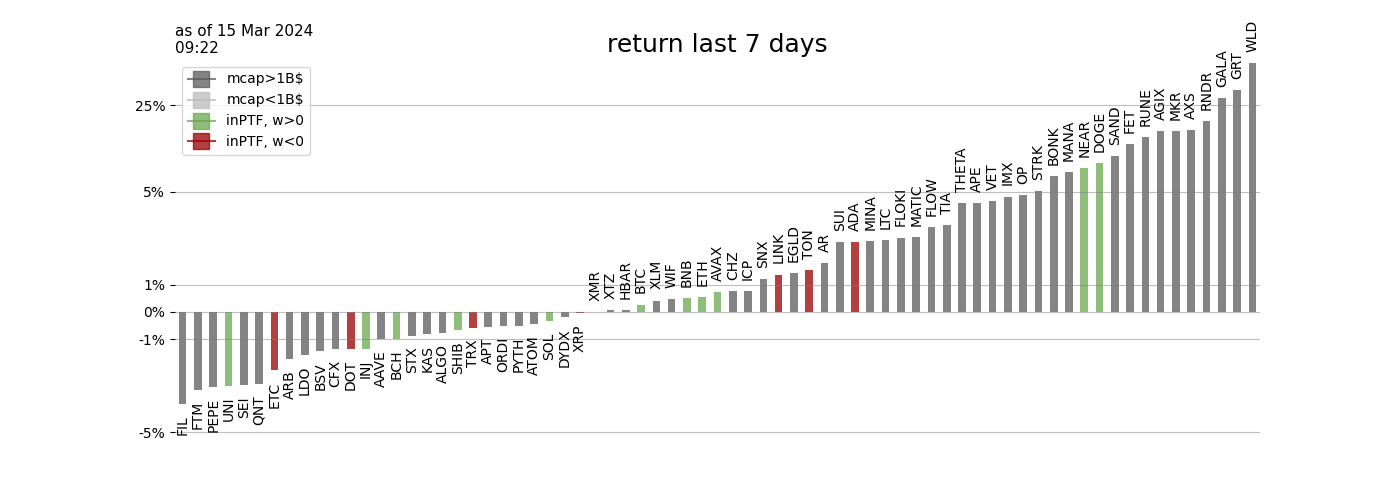 as of 15 Mar 2024
09:22
return last 7 days
mcap>1B$
mcap<1B$
inPTF, w>0
inPTF, w<0
25%
5%
1%
0%
-1%
-5%
FIL
FTM
PEPE
UNI
SEI
QNT
ETC
ARB
LDO
BSV
CFX
DOT
INJ
AAVE
BCH
STX
KAS
ALGO
SHIB
TRX
APT
ORDI
PYTH
ATOM
SOL
DYDX
XRP
XMR
XTZ
HBAR
BTC
XLM
WIF
BNB
ETH
AVAX
CHZ
ICP
SNX
LINK
EGLD
TON
AR
SUI
ADA
MINA
LTC
FLOKI
MATIC
FLOW
TIA
THETA
APE
VET
IMX
OP
STRK
BONK
MANA
NEAR
DOGE
SAND
FET
RUNE
AGIX
MKR
AXS
RNDR
GALA
GRT
WLD